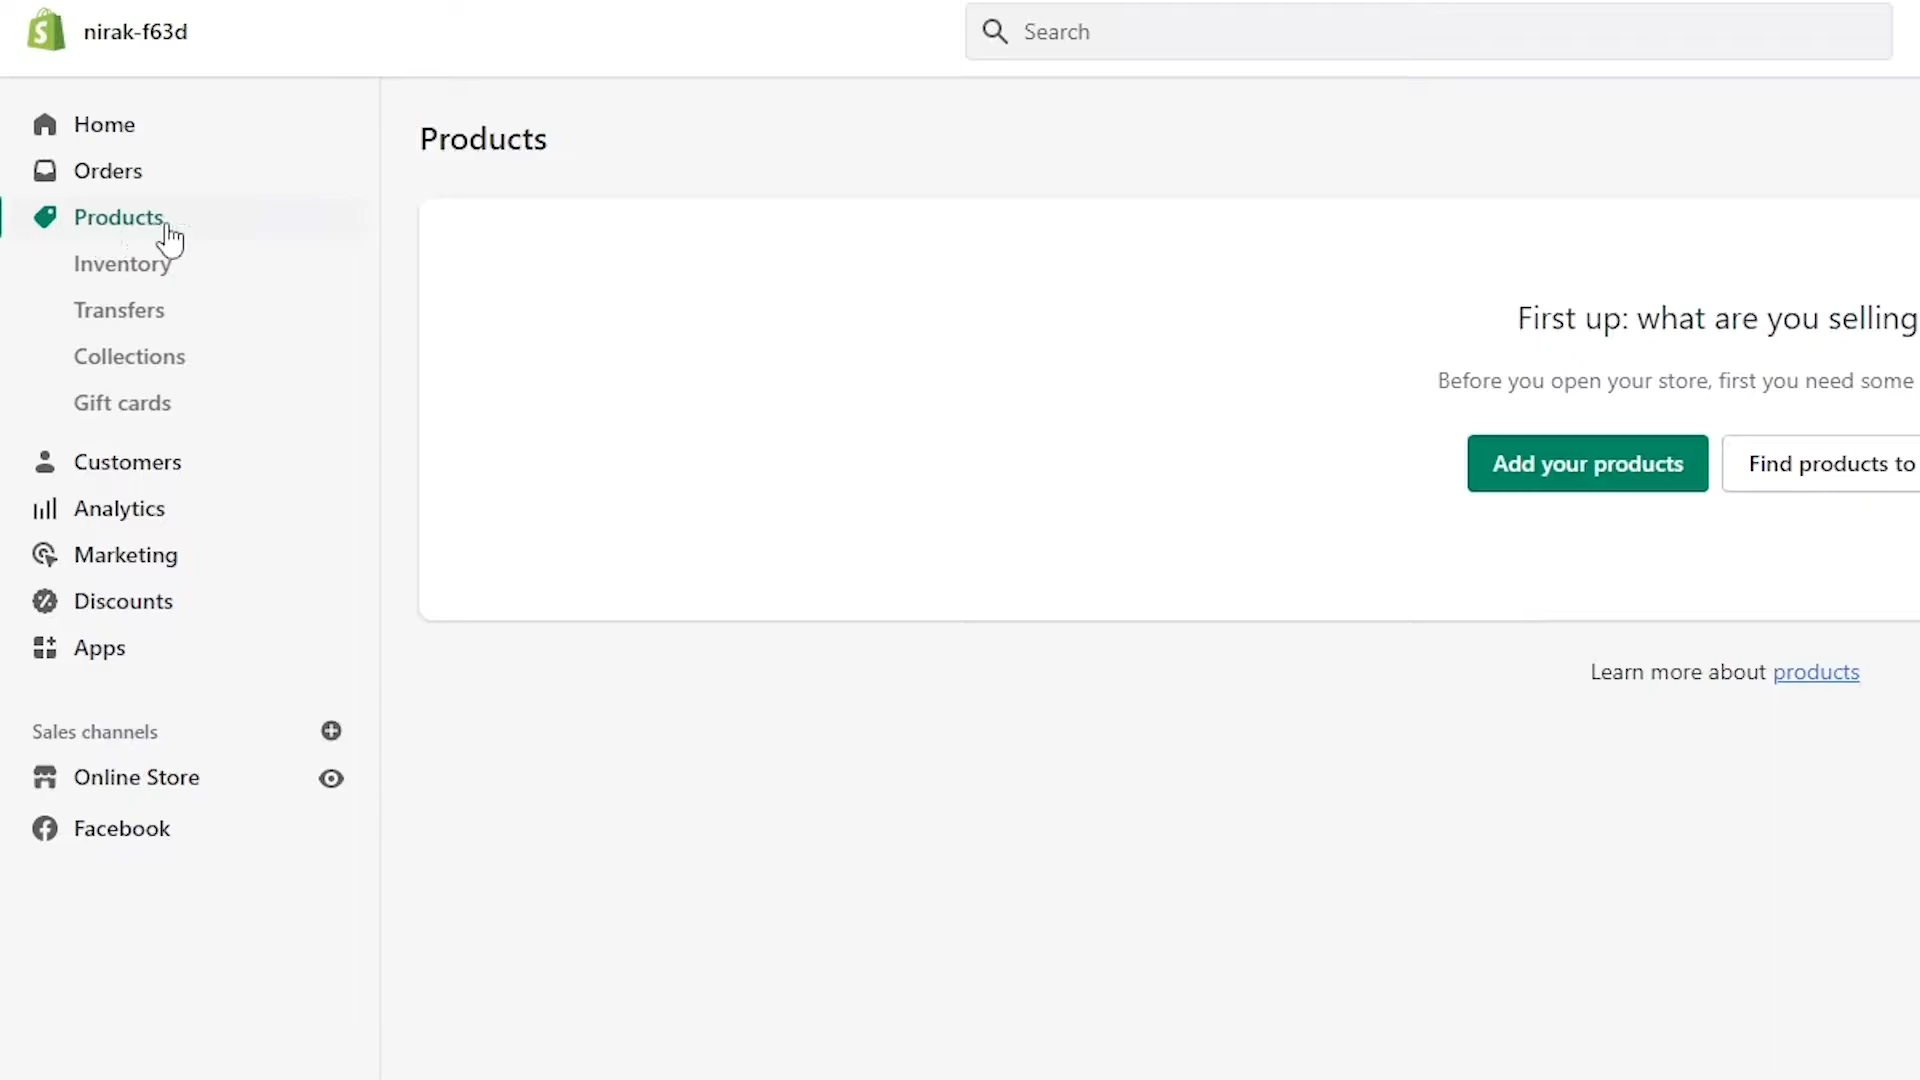 nirak-f63d
Search
Home
Orders
Products
Inventory
Transfers
Collections
Gift cards
Customers
Analytics
Marketing
Discounts
Apps
Sales channels
Online Store
Facebook
Products
First up: what are you selling
Before you open your store, first you need some
Add your products
Find products to
Learn more about products